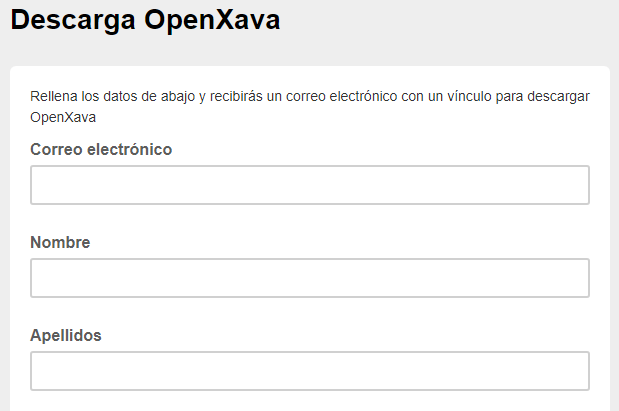 Descarga OpenXava
Rellena los datos de abajo y recibirás un correo electrónico con un vínculo para descargar
OpenXava
Correo electrónico
Nombre
Apellidos